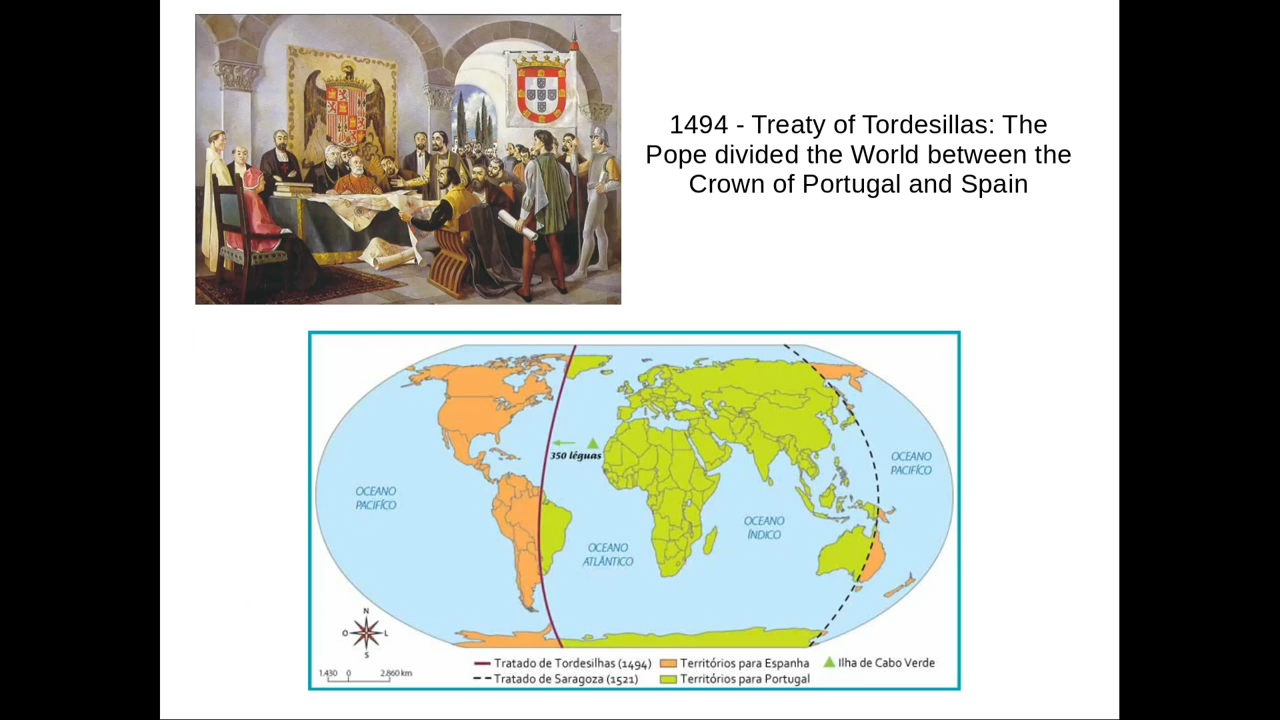 1494 - Treaty of Tordesillas: The
Pope divided the World between the
Crown of Portugal and Spain
350 léguas
OCEANO
PACIFÍCO
OCEANO
PACIFÍCO
OCEANO
ÍNDICO
OCEANO
ATLÂNTICO
N
O L
S
1.430 0 2.860 km
Tratado de Tordesilhas (1494)
Territórios para Espanha
Ilha de Cabo Verde
Tratado de Saragoza (1521)
Territórios para Portugal